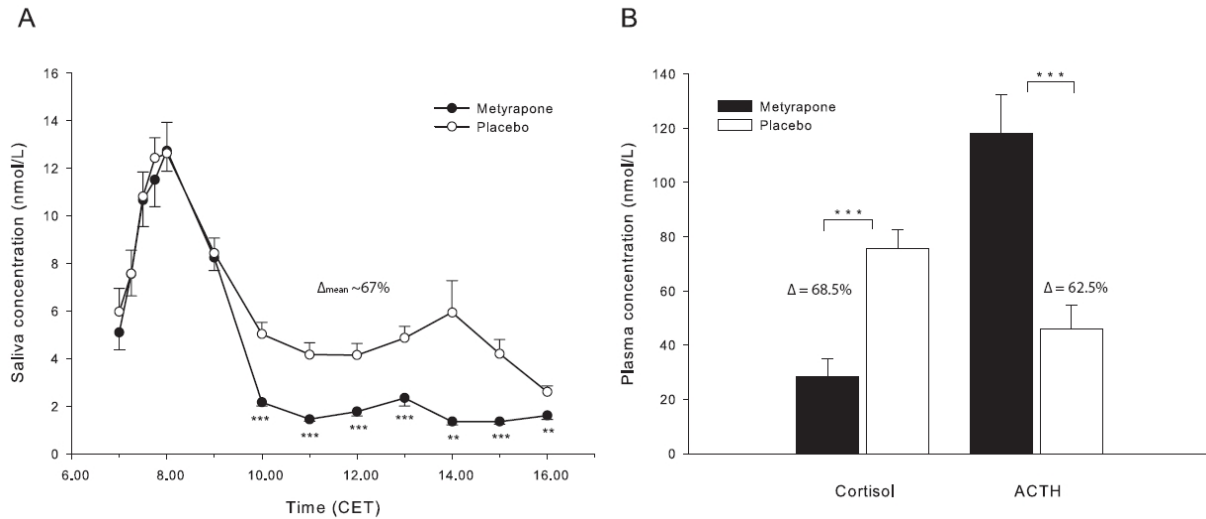 A
Saliva concentration (nmol/L)
16
14
12
10
8
6
4
2
0
Metyrapone
Placebo
Δmean ~67%
***
***
***
***
**
***
**
6.00 8.00 10.00 12.00 14.00 16.00
Time (CET)
B
Plasma concentration (nmol/L)
140
120
100
80
60
40
20
0
Metyrapone
Placebo
* * *
* * *
Δ = 68.5%
Δ = 62.5%
Cortisol ACTH